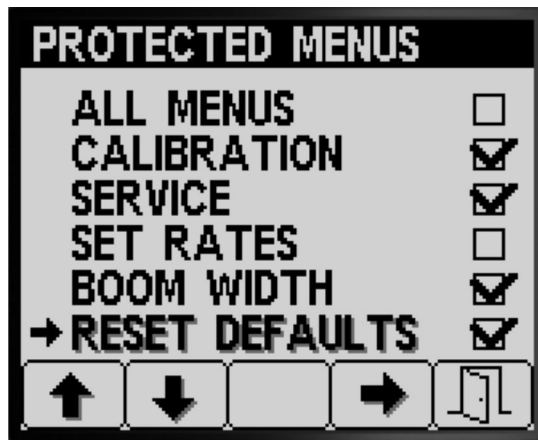 PROTECTED MENUS
ALL MENUS
CALIBRATION
SERVICE
SET RATES
BOOM WIDTH
RESET DEFAULTS